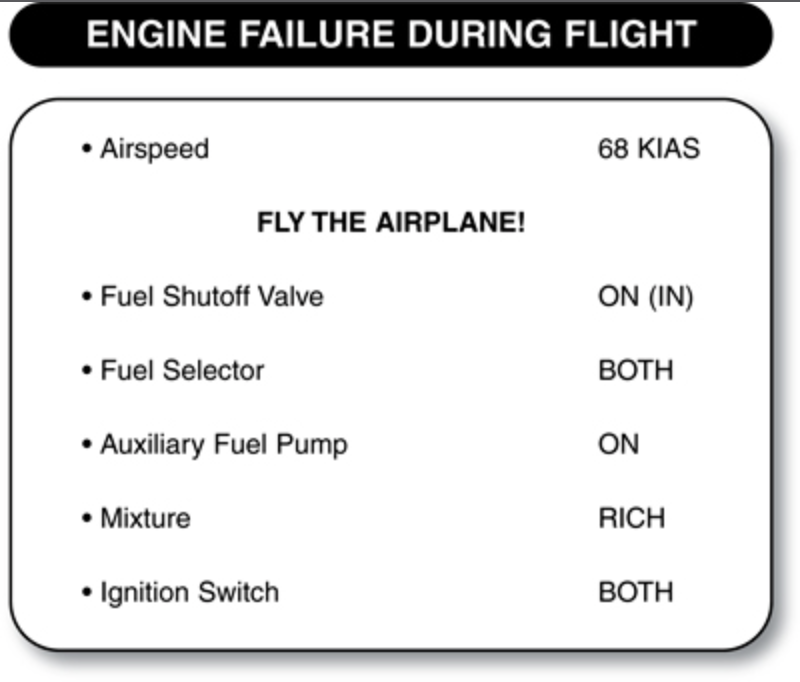 ENGINE FAILURE DURING FLIGHT
• Airspeed 68 KIAS
FLY THE AIRPLANE!
• Fuel Shutoff Valve ON (IN)
• Fuel Selector BOTH
• Auxiliary Fuel Pump ON
• Mixture RICH
• Ignition Switch BOTH